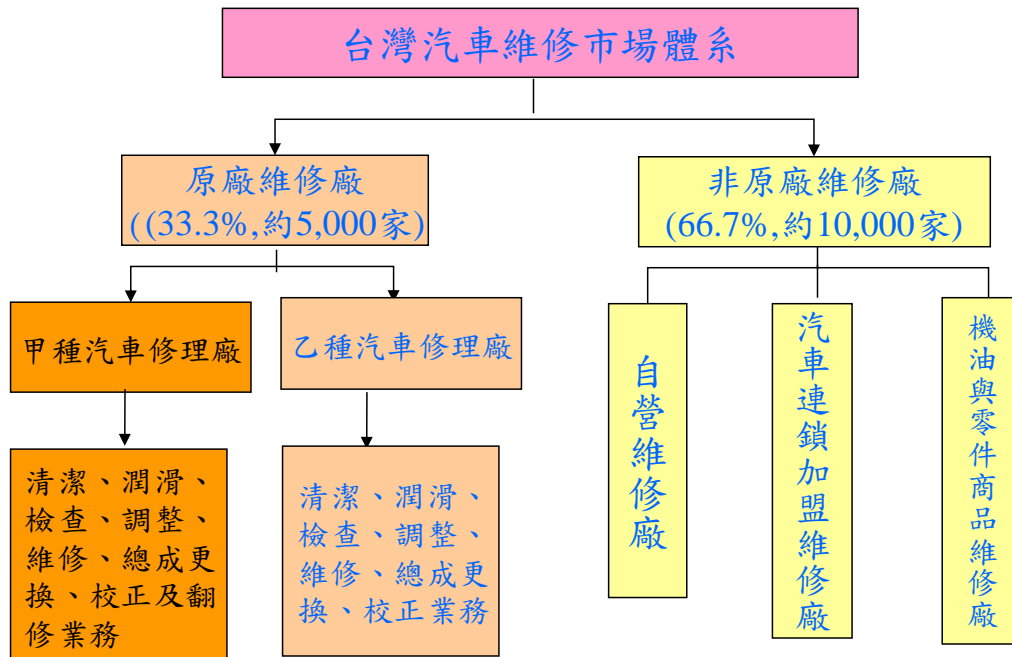 台灣汽車維修市場體系
原廠維修廠
((33.3%,約5,000家)
非原廠維修廠
(66.7%,約10,000家)
甲種汽車修理廠
乙種汽車修理廠
自營維修廠
汽車連鎖加盟維修廠
機油與零件商品維修廠
清潔、潤滑、
檢查、調整、
維修、總成更
換、校正及翻
修業務
清潔、潤滑、
檢查、調整、
維修、總成更
換、校正業務